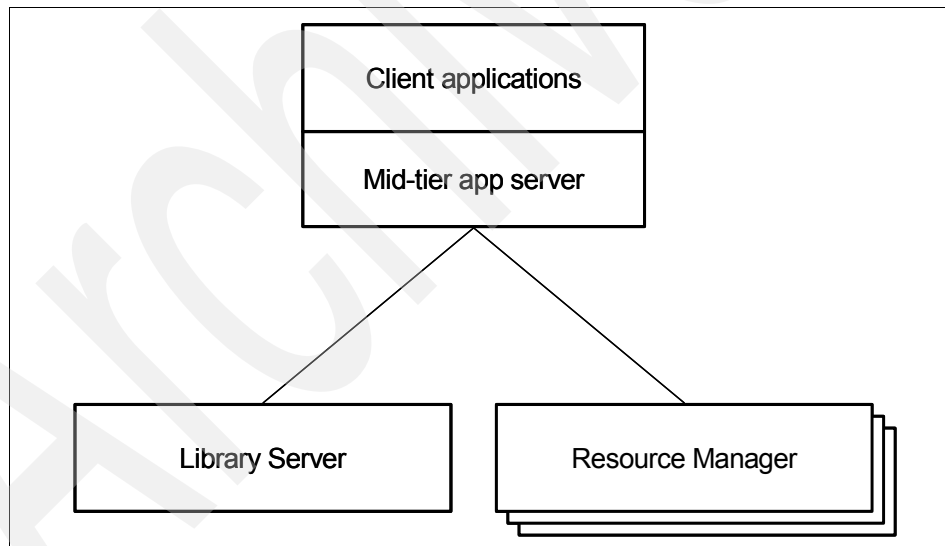 Client applications
Mid-tier app server
Library Server
Resource Manager